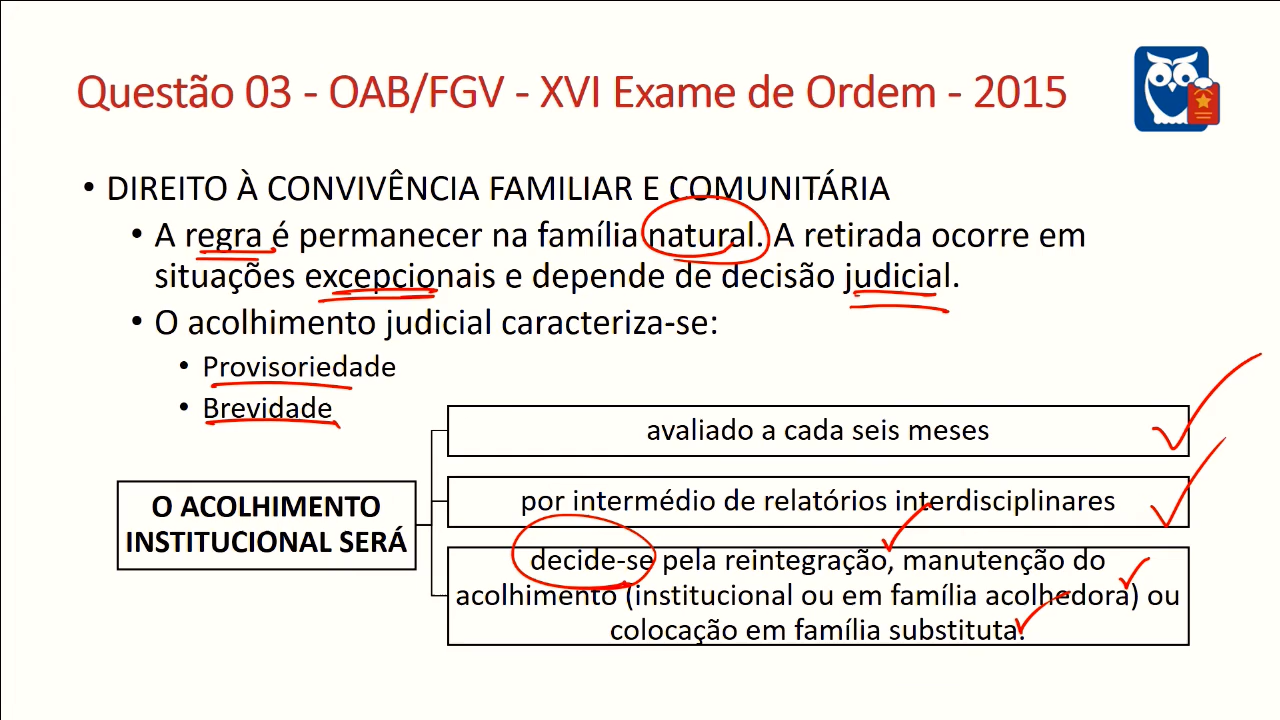 Questão 03 - OAB/FGV - XVI Exame de Ordem - 2015
• DIREITO À CONVIVÊNCIA FAMILIAR E COMUNITÁRIA
• A regra é permanecer na família natural. A retirada ocorre em
situações excepcionais e depende de decisão judicial.
• O acolhimento judicial caracteriza-se:
• Provisoriedade
• Brevidade
O ACOLHIMENTO
INSTITUCIONAL SERÁ
avaliado a cada seis meses
por intermédio de relatórios interdisciplinares
decide-se pela reintegração, manutenção do
acolhimento (institucional ou em família acolhedora) ou
colocação em família substituta.